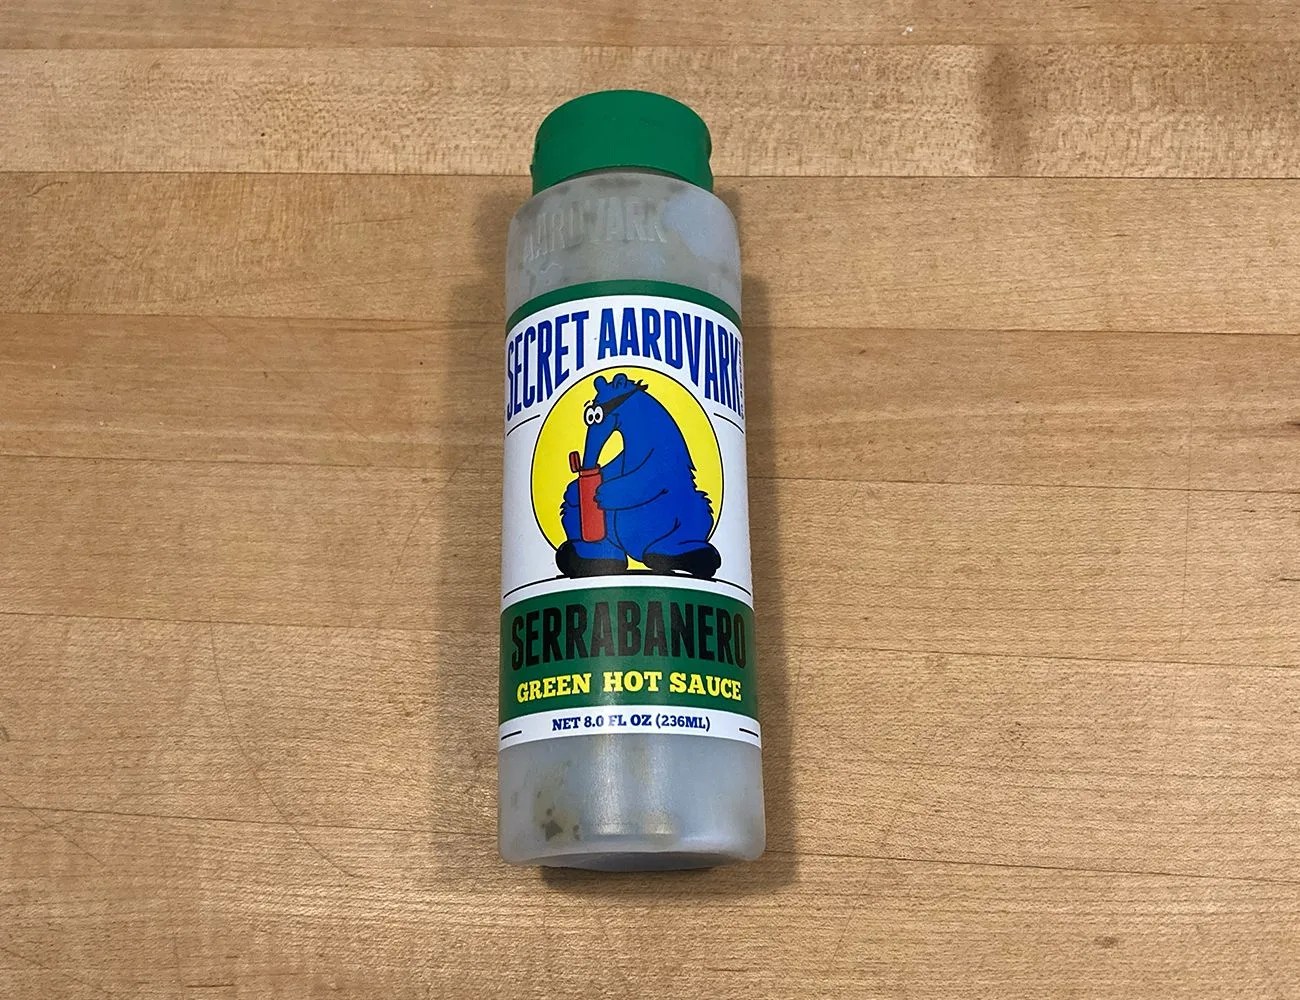 AARDVARK
SECRET AARDVARK
SERRABANERO
GREEN HOT SAUCE
NET 8.0 FL OZ (236ML)